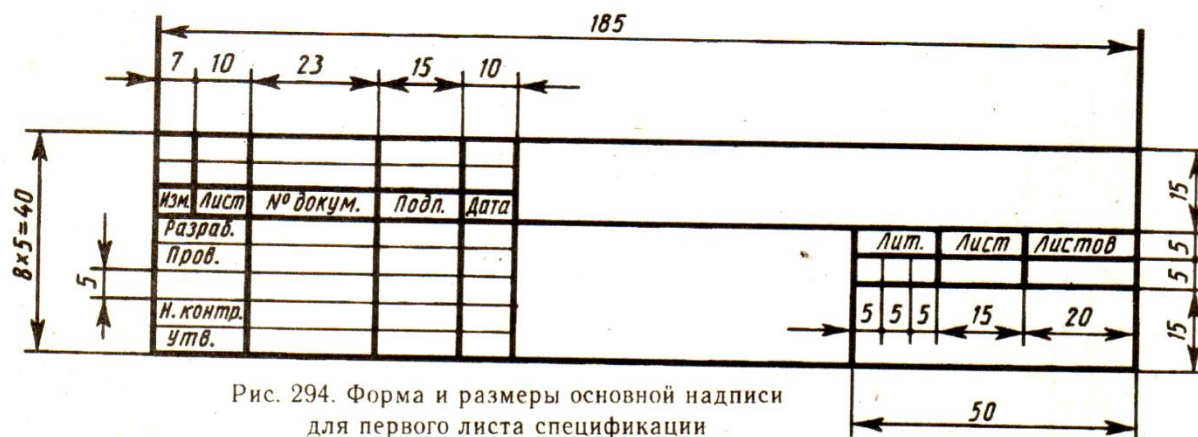 185
7 10 23 15 10
8×5=40
15
Изм. Лист № докум. Подп. Дата
Разраб.
Лит. Лист Листов
5
Пров.
5
5
Н. контр.
5 5 5 15 20
15
Утв.
Рис. 294. Форма и размеры основной надписи
для первого листа спецификации
50